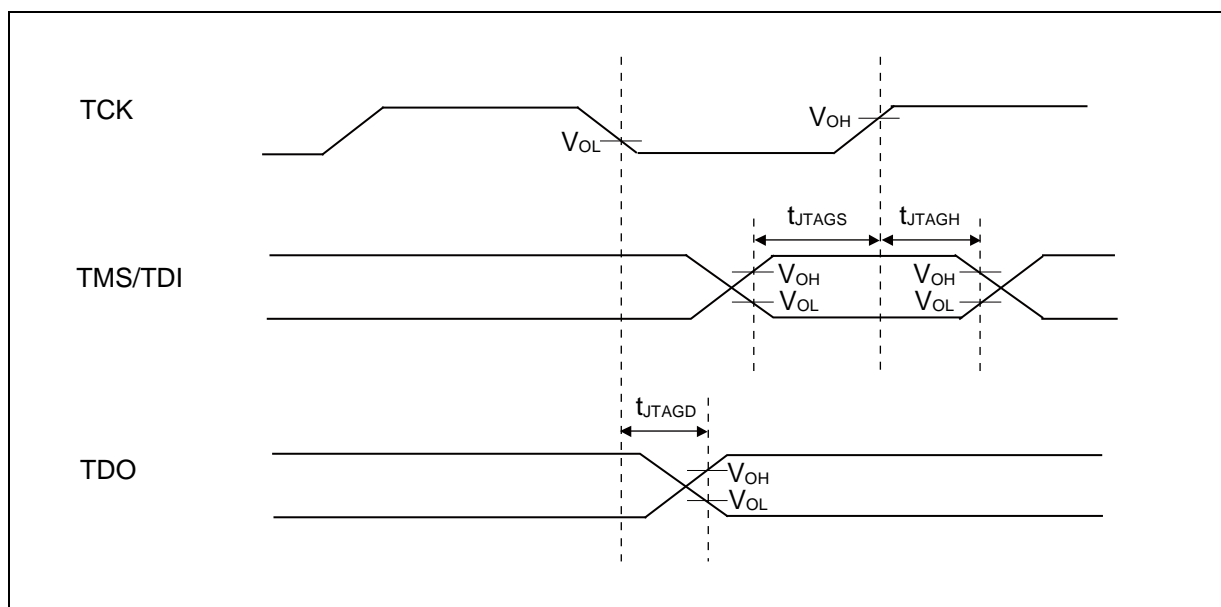 TCK
VOL
VOH
tJTAGS
tJTAGH
TMS/TDI
VOH
VOL
VOH
VOL
tJTAGD
TDO
VOH
VOL